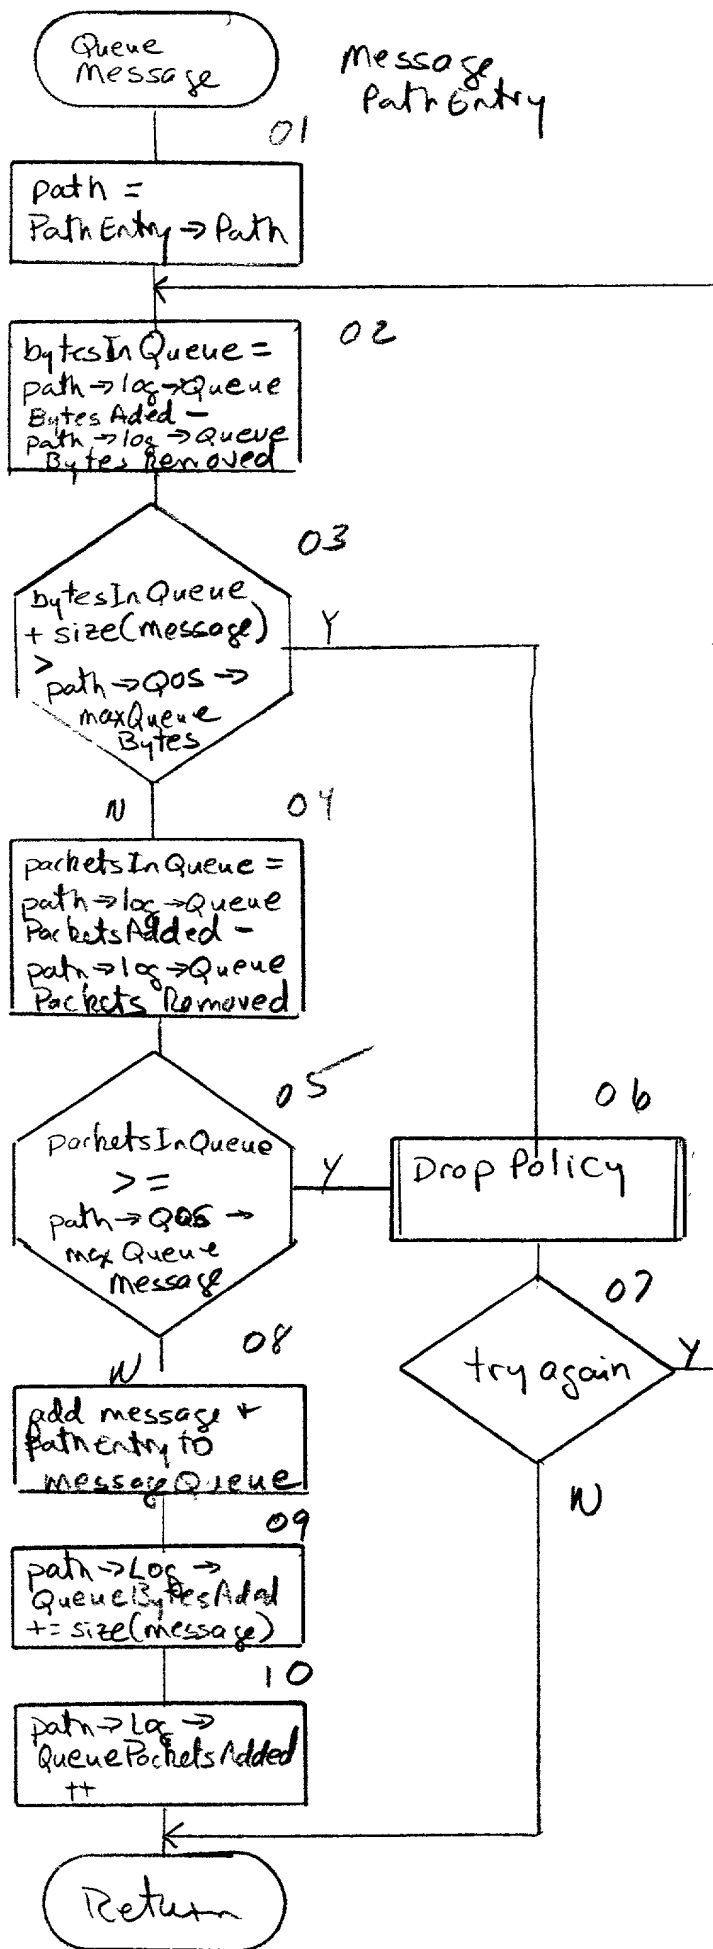 Queue
Message
Message
Path Entry
01
path =
PathEntry → Path
02
bytesInQueue =
path → log → Queue
Bytes Aded -
path → log → Queue
Bytes Removed
03
bytesInQueue
+ size(message)
>
path → QOS →
maxQueue
Bytes
Y
N
04
packetsInQueue =
path → log → Queue
PacketsAdded -
path → log → Queue
Packets Removed
05
packetsInQueue
>=
path → QOS →
maxQueue
message
Y
06
Drop Policy
07
try again
Y
N
N
08
add message +
Pathentry to
messageQueue
09
path → Log →
QueueBytesAdded
+= size(message)
10
path → Log →
QueuePacketsAdded
++
Return